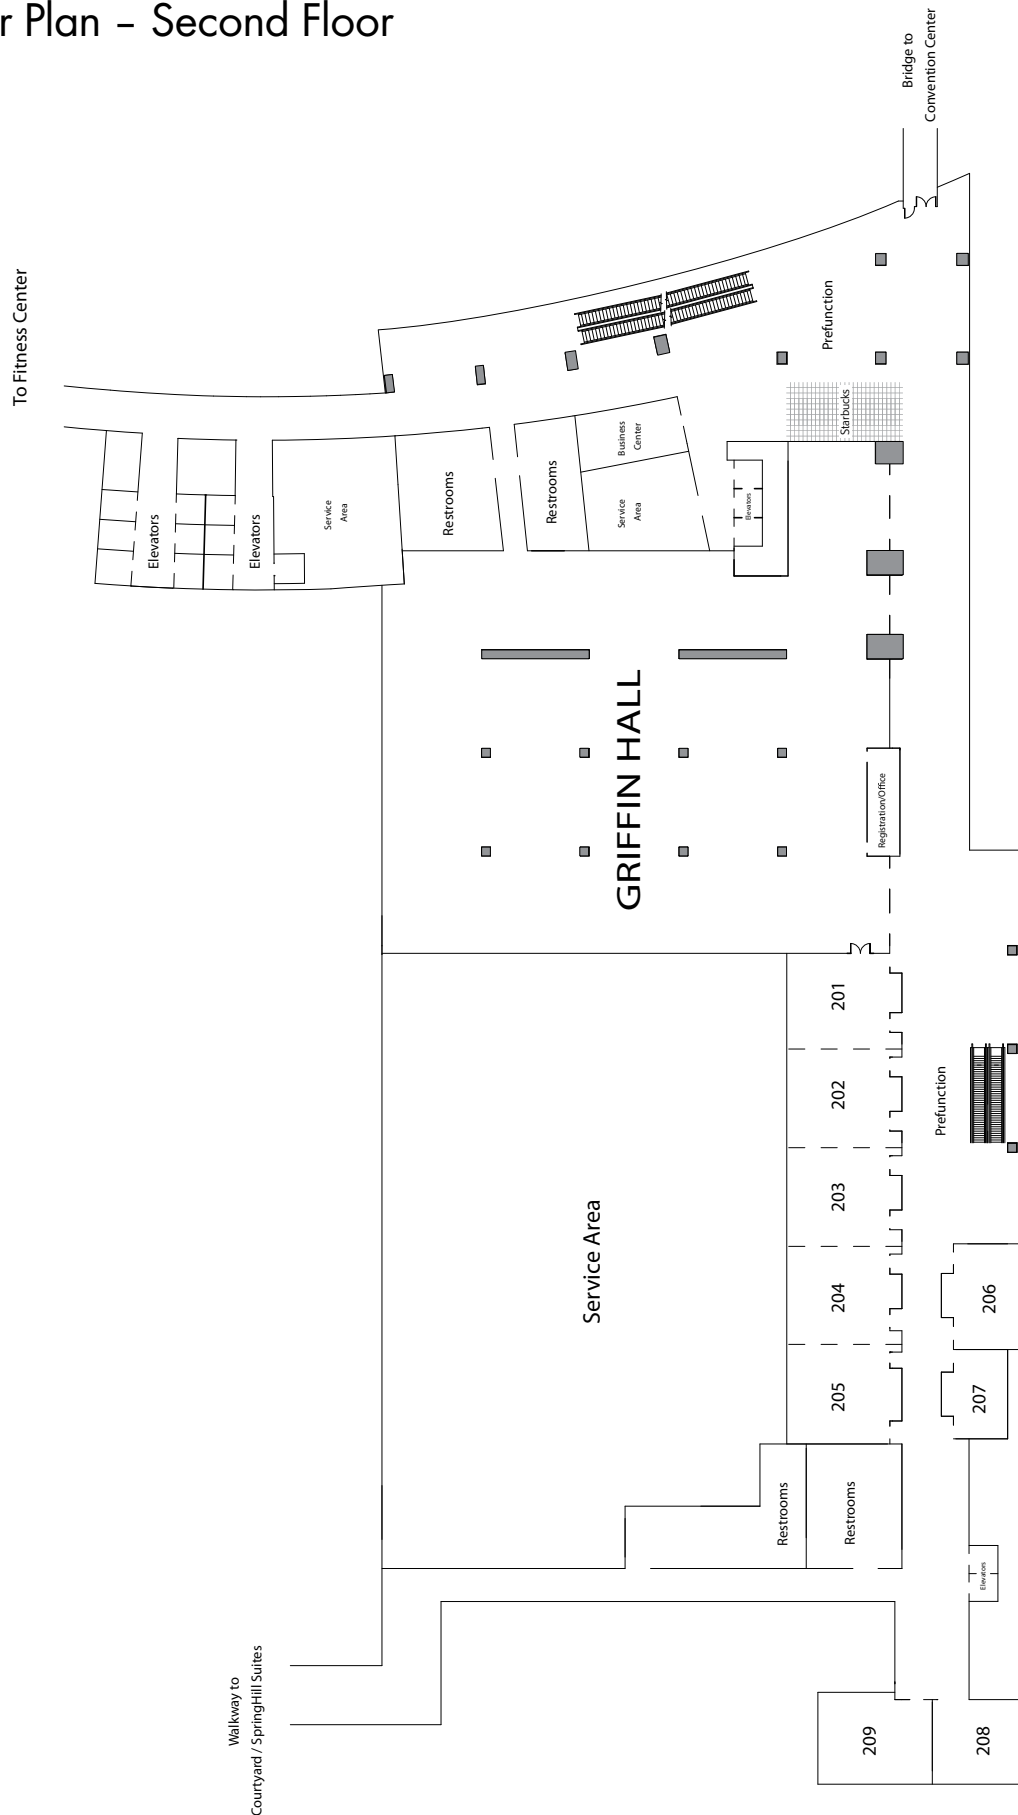 r Plan – Second Floor
Bridge to
Convention Center
To Fitness Center
Prefunction
Starbucks
Business
Center
Restrooms
Restrooms
Service
Area
Service
Area
Elevators
Elevators
Elevators
GRIFFIN HALL
Registration/Office
201
202
Prefunction
203
Service Area
204
206
205
207
Restrooms
Restrooms
Elevators
Walkway to
Courtyard / SpringHill Suites
209
208